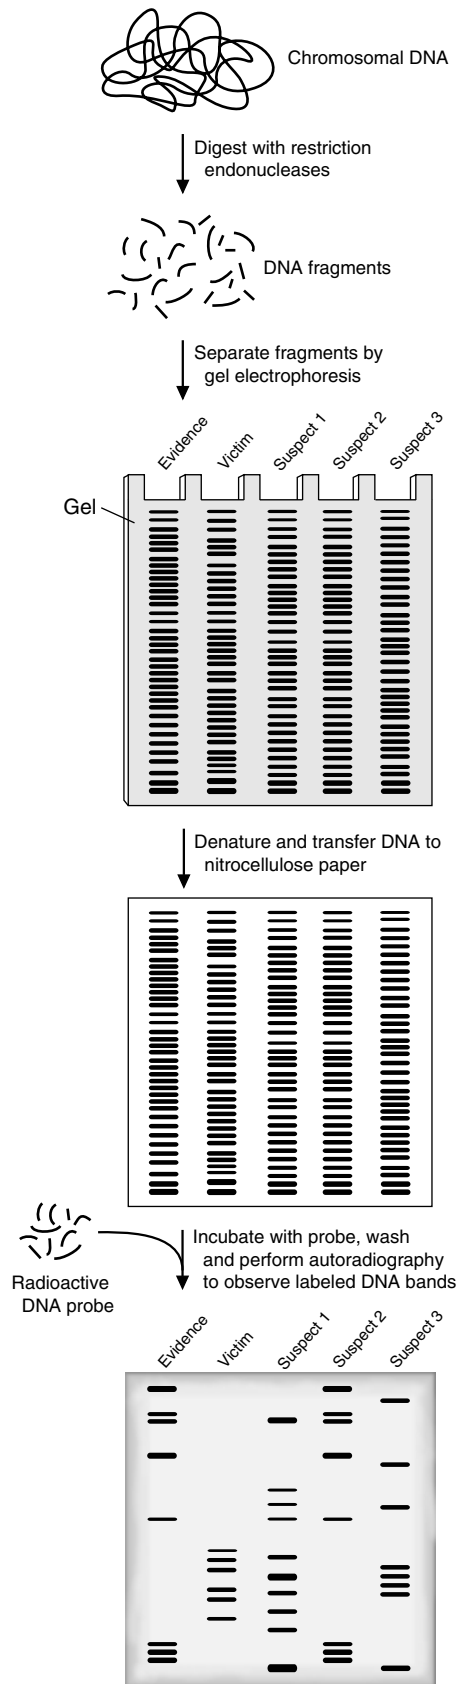 Chromosomal DNA
Digest with restriction
endonucleases
DNA fragments
Separate fragments by
gel electrophoresis
Evidence
Victim
Suspect 1
Suspect 2
Suspect 3
Gel
Denature and transfer DNA to
nitrocellulose paper
Radioactive
DNA probe
Incubate with probe, wash
and perform autoradiography
to observe labeled DNA bands
Evidence
Victim
Suspect 1
Suspect 2
Suspect 3